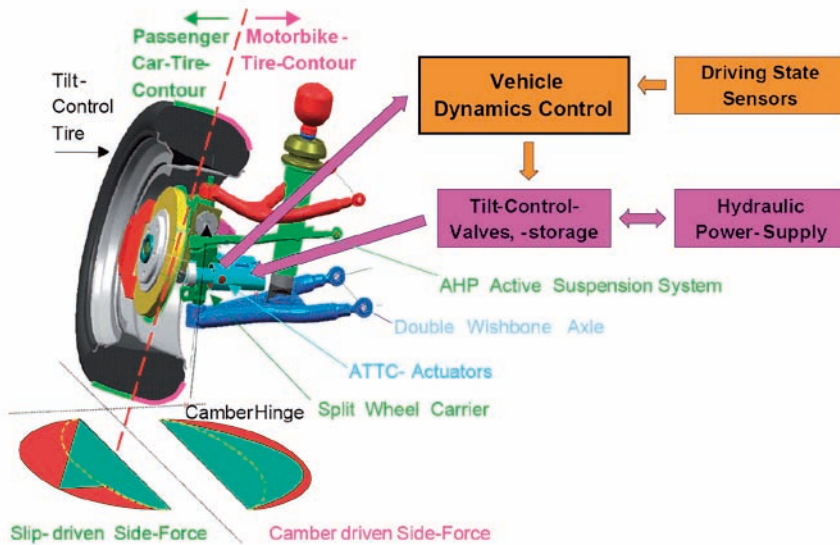 Passenger
Car-Tire-
Contour
Motorbike-
Tire-Contour
Tilt-
Control
Tire
Vehicle
Dynamics Control
Driving State
Sensors
Tilt-Control-
Valves, -storage
Hydraulic
Power-Supply
AHP Active Suspension System
Double Wishbone Axle
ATTC-Actuators
Split Wheel Carrier
CamberHinge
Slip-driven Side-Force
Camber driven Side-Force